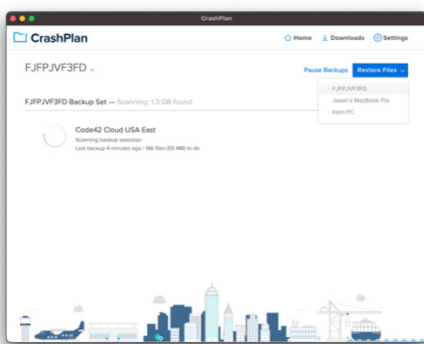 CrashPlan
CrashPlan
Home Downloads Settings
FJFPJVF3FD
Pause Backups Restore Files
FJFPJVF3FD
Jason's MacBook Pro
Kern PC
FJFPJVF3FD Backup Set — Scanning: 1.3 GB found
Code42 Cloud USA East
Scanning backup selection
Last backup 4 minutes ago / 146 files (55 MB) to do